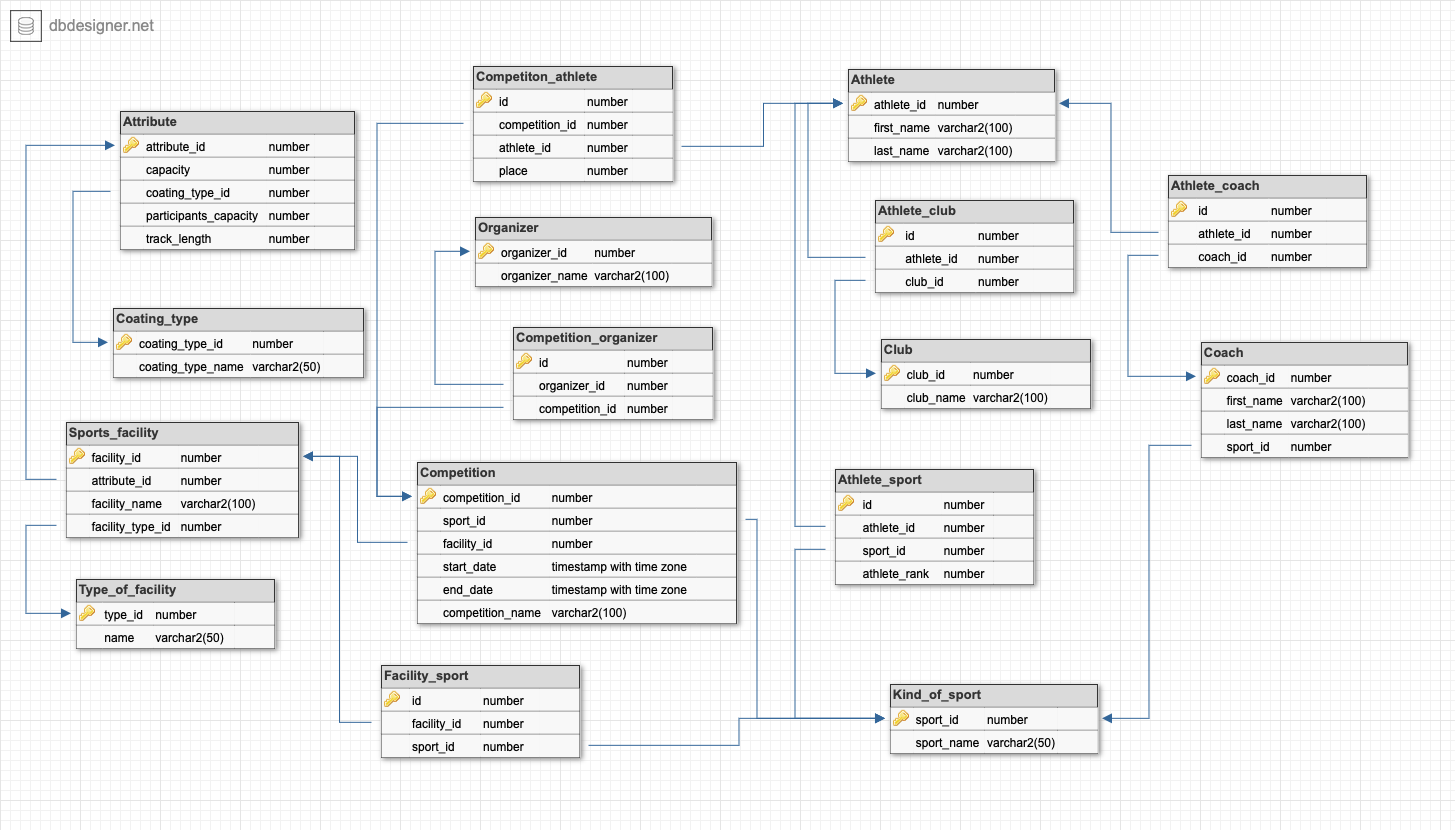 dbdesigner.net
Competiton_athlete
id number
competition_id number
athlete_id number
place number
Athlete
athlete_id number
first_name varchar2(100)
last_name varchar2(100)
Attribute
attribute_id number
capacity number
coating_type_id number
participants_capacity number
track_length number
Athlete_coach
id number
athlete_id number
coach_id number
Athlete_club
id number
athlete_id number
club_id number
Organizer
organizer_id number
organizer_name varchar2(100)
Coating_type
coating_type_id number
coating_type_name varchar2(50)
Competition_organizer
id number
organizer_id number
competition_id number
Club
club_id number
club_name varchar2(100)
Coach
coach_id number
first_name varchar2(100)
last_name varchar2(100)
sport_id number
Sports_facility
facility_id number
attribute_id number
facility_name varchar2(100)
facility_type_id number
Competition
competition_id number
sport_id number
facility_id number
start_date timestamp with time zone
end_date timestamp with time zone
competition_name varchar2(100)
Athlete_sport
id number
athlete_id number
sport_id number
athlete_rank number
Type_of_facility
type_id number
name varchar2(50)
Facility_sport
id number
facility_id number
sport_id number
Kind_of_sport
sport_id number
sport_name varchar2(50)